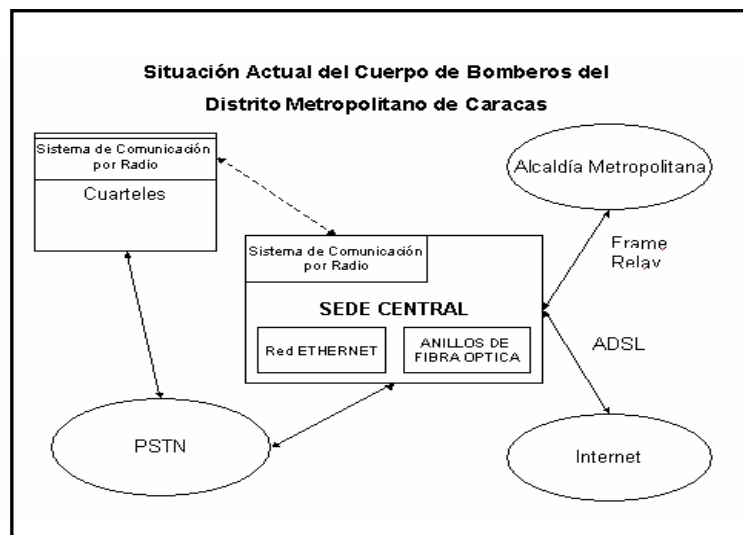 Situación Actual del Cuerpo de Bomberos del
Distrito Metropolitano de Caracas
Sistema de Comunicación
por Radio
Cuarteles
Alcaldía Metropolitana
Sistema de Comunicación
por Radio
Frame
Relay
SEDE CENTRAL
Red ETHERNET
ANILLOS DE
FIBRA OPTICA
ADSL
PSTN
Internet